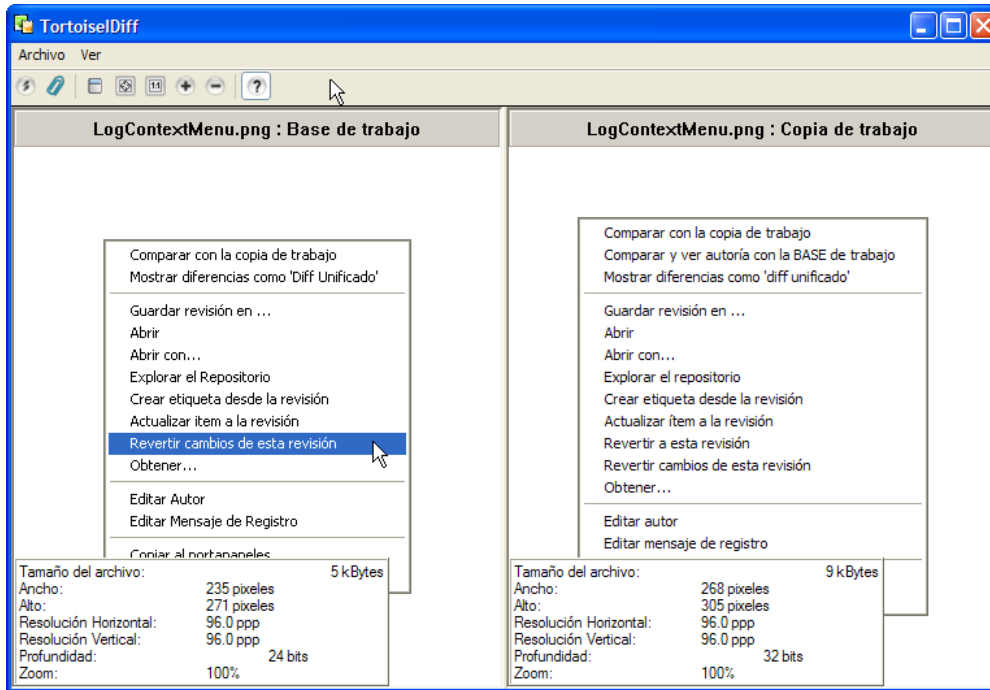 TortoiseIDiff
Archivo Ver
1:1 ?
LogContextMenu.png : Base de trabajo
Comparar con la copia de trabajo
Mostrar diferencias como 'Diff Unificado'
Guardar revisión en ...
Abrir
Abrir con...
Explorar el Repositorio
Crear etiqueta desde la revisión
Actualizar item a la revisión
Revertir cambios de esta revisión
Obtener...
Editar Autor
Editar Mensaje de Registro
Copiar al portapapeles
Tamaño del archivo: 5 kBytes
Ancho: 235 pixeles
Alto: 271 pixeles
Resolución Horizontal: 96.0 ppp
Resolución Vertical: 96.0 ppp
Profundidad: 24 bits
Zoom: 100%
LogContextMenu.png : Copia de trabajo
Comparar con la copia de trabajo
Comparar y ver autoría con la BASE de trabajo
Mostrar diferencias como 'diff unificado'
Guardar revisión en ...
Abrir
Abrir con...
Explorar el repositorio
Crear etiqueta desde la revisión
Actualizar ítem a la revisión
Revertir a esta revisión
Revertir cambios de esta revisión
Obtener...
Editar autor
Editar mensaje de registro
Tamaño del archivo: 9 kBytes
Ancho: 268 pixeles
Alto: 305 pixeles
Resolución Horizontal: 96.0 ppp
Resolución Vertical: 96.0 ppp
Profundidad: 32 bits
Zoom: 100%